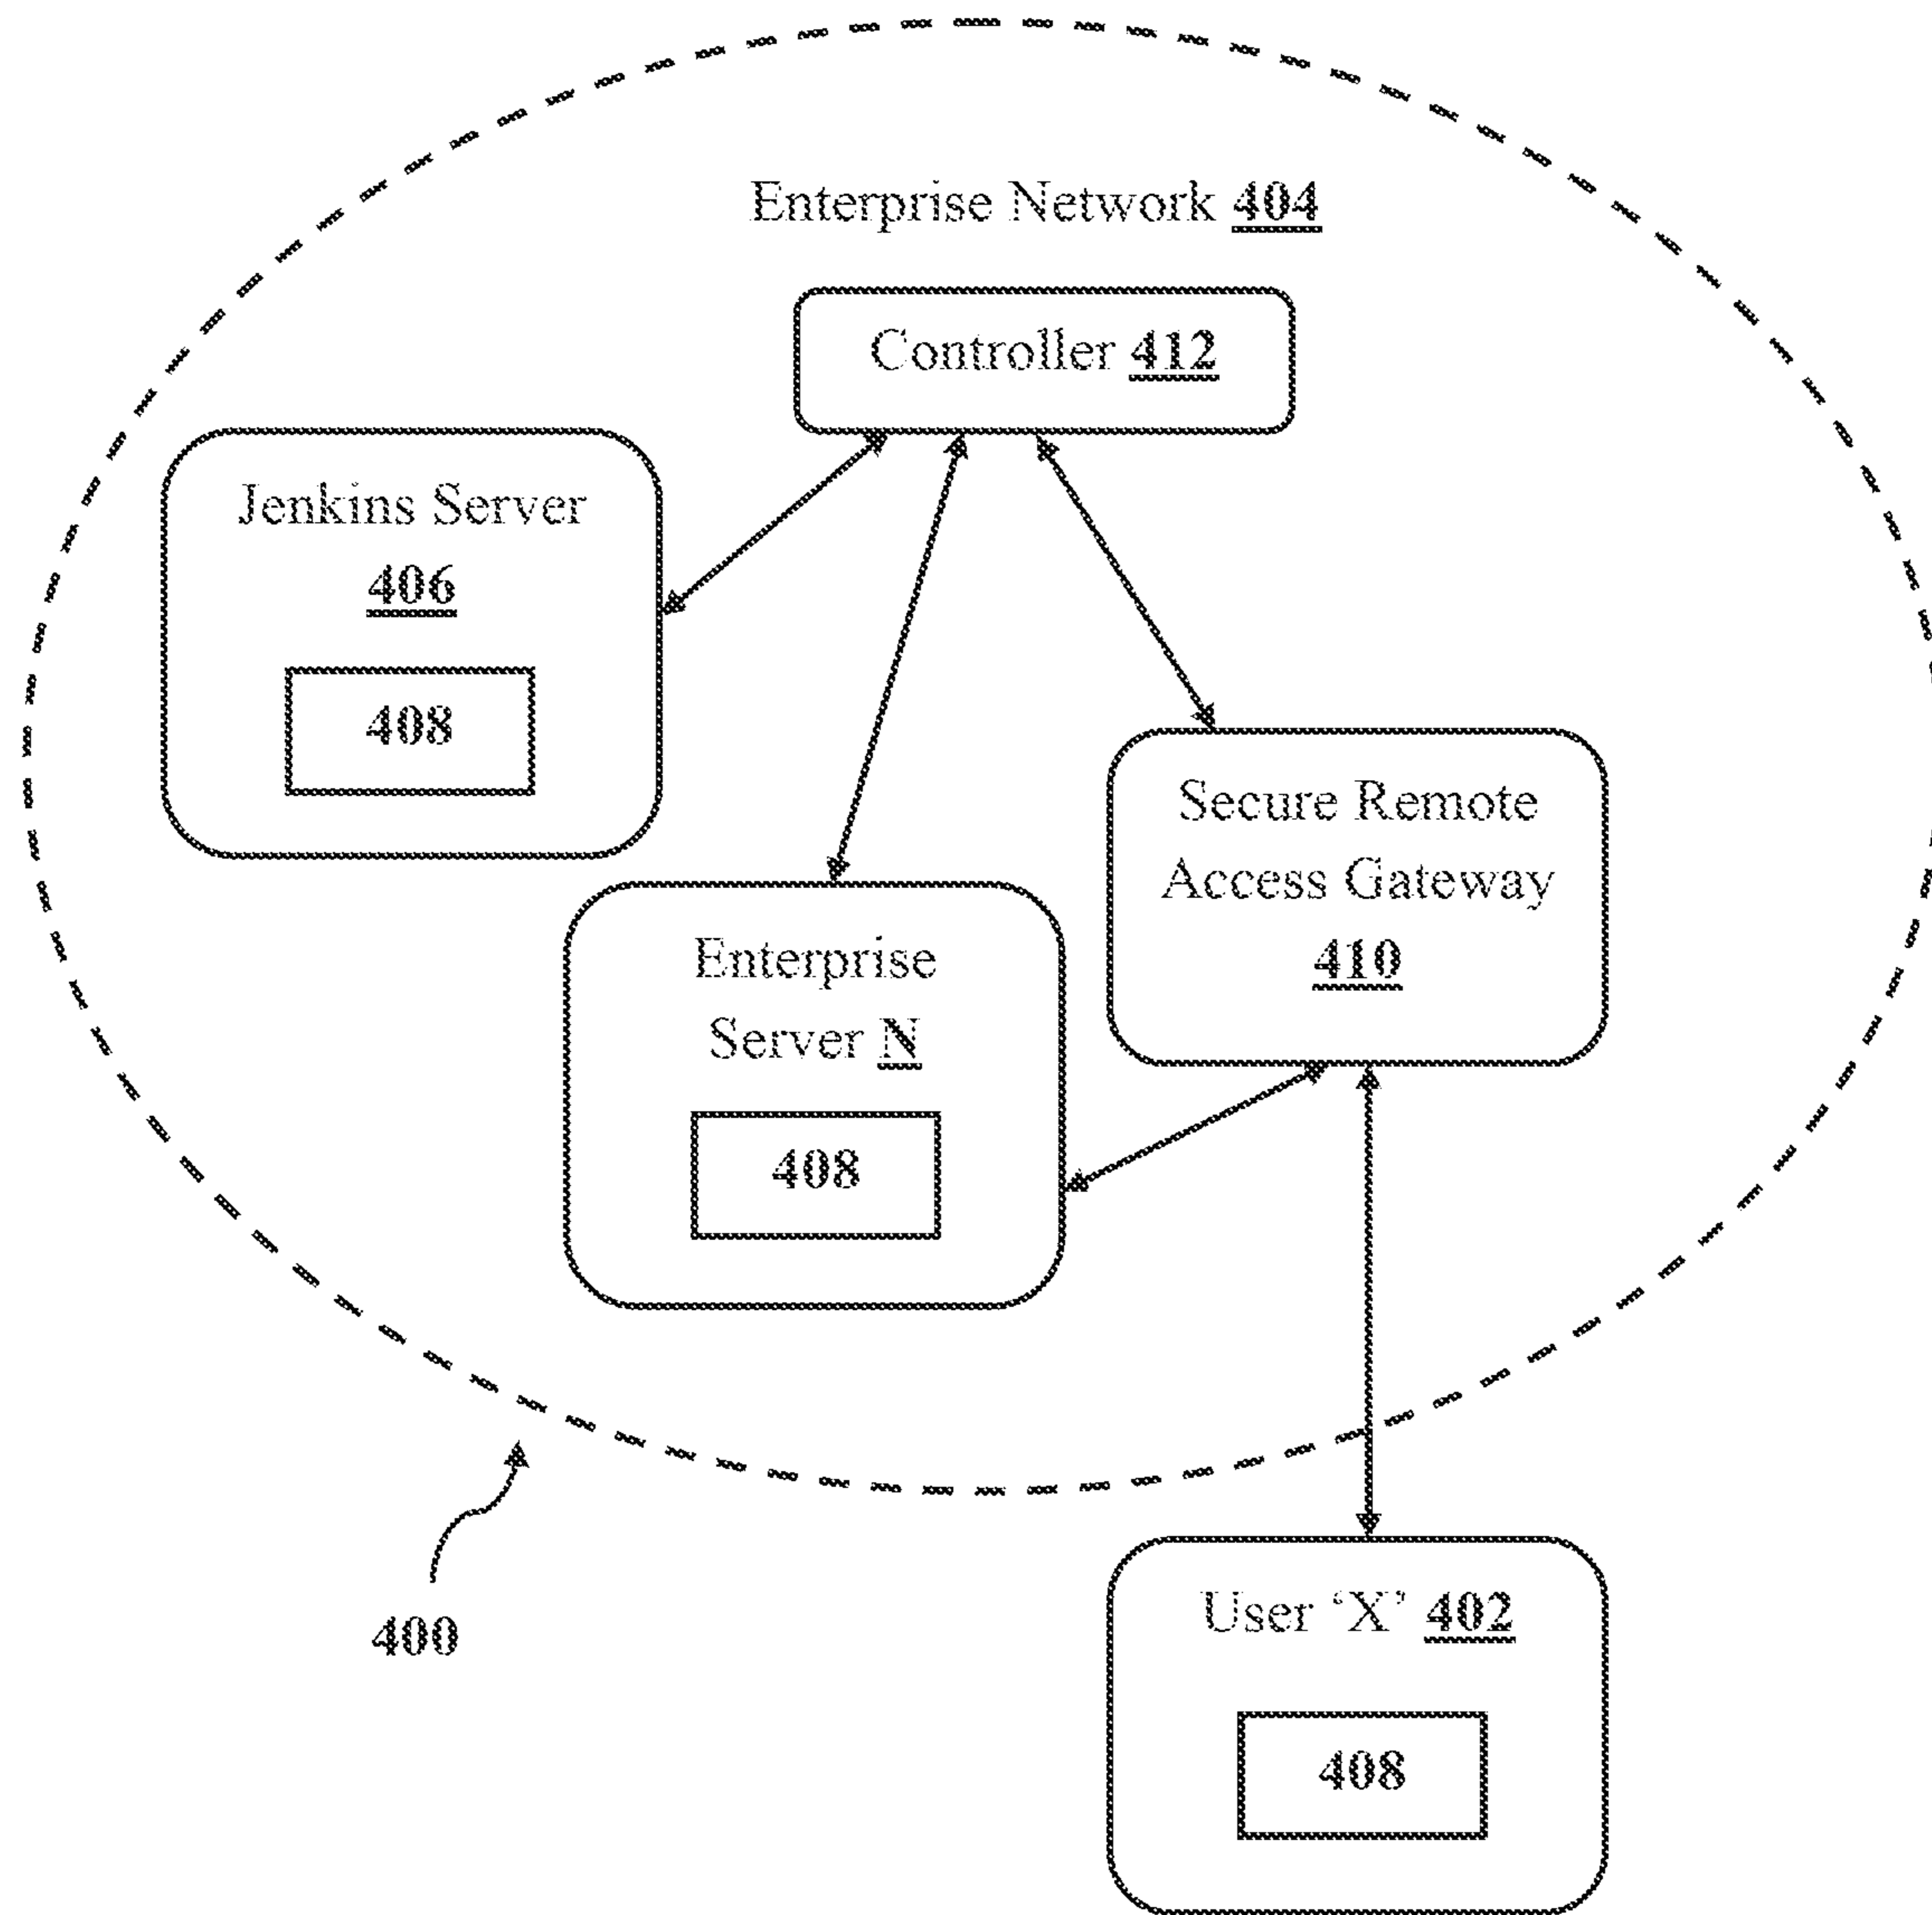 Enterprise Network 404
Controller 412
Jenkins Server
406
408
Secure Remote
Access Gateway
410
Enterprise
Server N
408
400
User ‘X’ 402
408